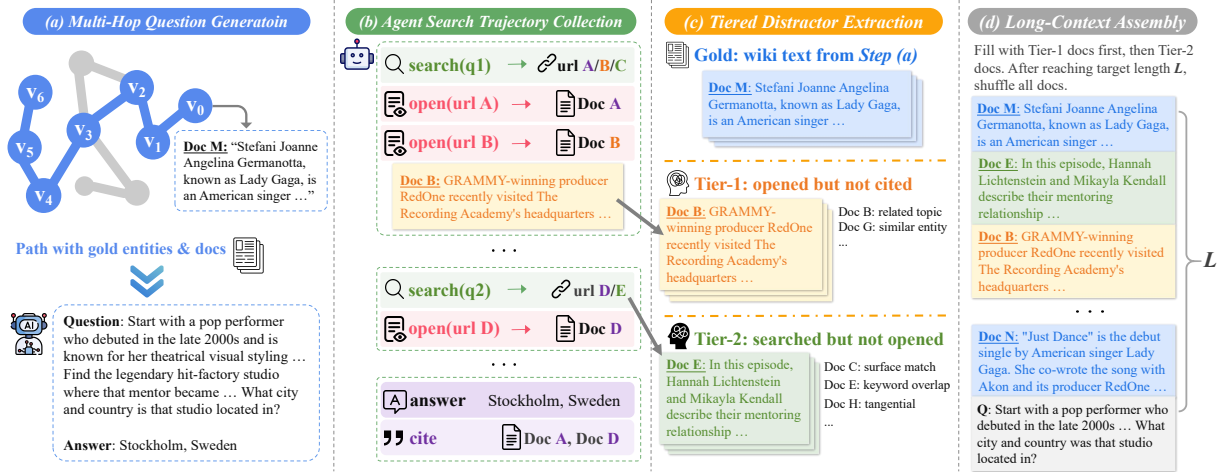 (a) Multi-Hop Question Generatoin
v6
v5
v4
v3
v2
v1
v0
Doc M: “Stefani Joanne
Angelina Germanotta,
known as Lady Gaga, is
an American singer …”
Path with gold entities & docs
AI
Question: Start with a pop performer
who debuted in the late 2000s and is
known for her theatrical visual styling …
Find the legendary hit-factory studio
where that mentor became … What city
and country is that studio located in?
Answer: Stockholm, Sweden
(b) Agent Search Trajectory Collection
search(q1) → url A/B/C
open(url A) → Doc A
open(url B) → Doc B
Doc B: GRAMMY-winning producer
RedOne recently visited The
Recording Academy's headquarters …
...
search(q2) → url D/E
open(url D) → Doc D
...
answer Stockholm, Sweden
cite Doc A, Doc D
(c) Tiered Distractor Extraction
Gold: wiki text from Step (a)
Doc M: Stefani Joanne Angelina
Germanotta, known as Lady Gaga,
is an American singer …
Tier-1: opened but not cited
Doc B: GRAMMY-
winning producer RedOne
recently visited The
Recording Academy's
headquarters …
Doc B: related topic
Doc G: similar entity
...
Tier-2: searched but not opened
Doc E: In this episode,
Hannah Lichtenstein
and Mikayla Kendall
describe their mentoring
relationship …
Doc C: surface match
Doc E: keyword overlap
Doc H: tangential
...
(d) Long-Context Assembly
Fill with Tier-1 docs first, then Tier-2
docs. After reaching target length L,
shuffle all docs.
Doc M: Stefani Joanne Angelina
Germanotta, known as Lady Gaga,
is an American singer …
Doc E: In this episode, Hannah
Lichtenstein and Mikayla Kendall
describe their mentoring
relationship …
Doc B: GRAMMY-winning
producer RedOne recently visited
The Recording Academy's
headquarters …
...
Doc N: "Just Dance" is the debut
single by American singer Lady
Gaga. She co-wrote the song with
Akon and its producer RedOne …
Q: Start with a pop performer who
debuted in the late 2000s … What
city and country was that studio
located in?
L